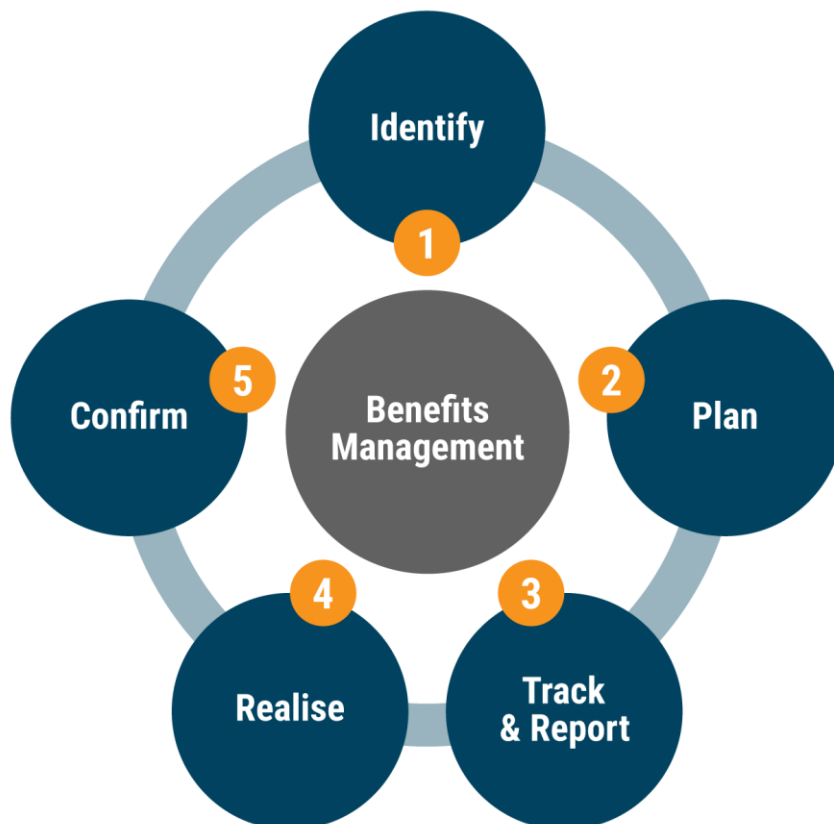 Identify
1
Benefits
Management
2
Plan
3
Track
& Report
4
Realise
5
Confirm